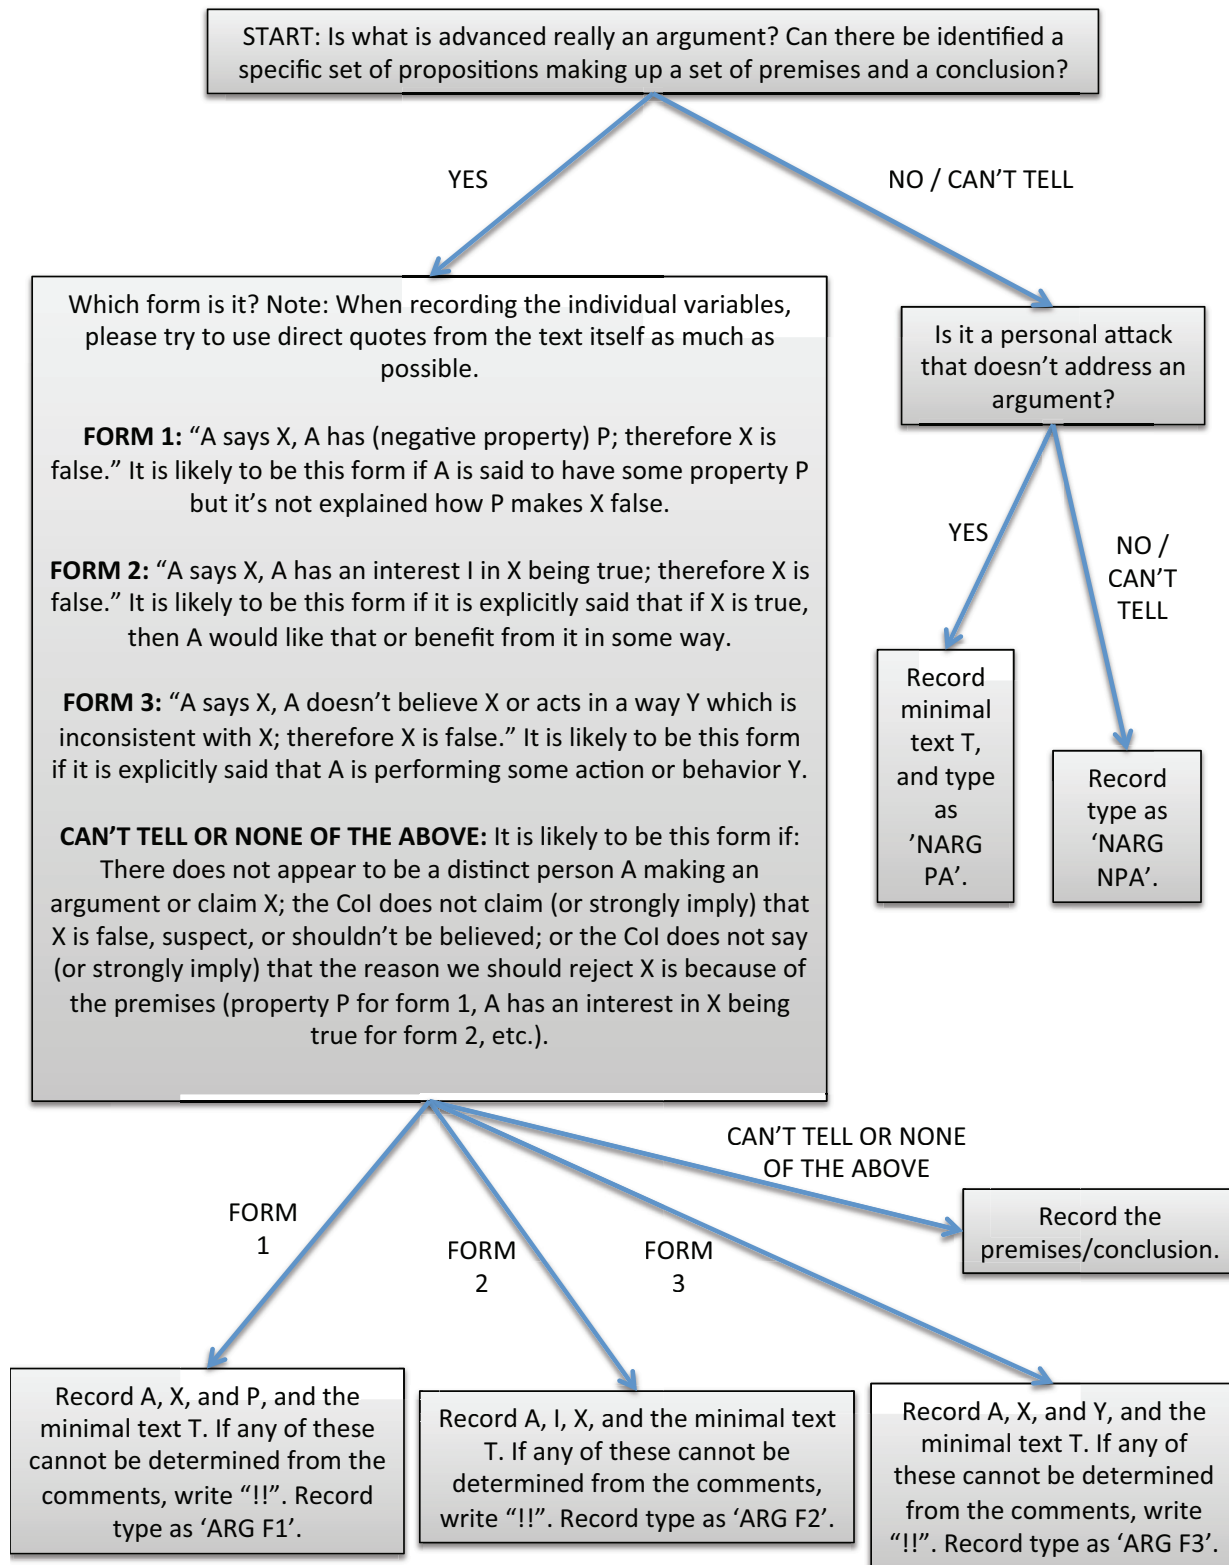 START: Is what is advanced really an argument? Can there be identified a
specific set of propositions making up a set of premises and a conclusion?
YES
NO / CAN’T TELL
Which form is it? Note: When recording the individual variables,
please try to use direct quotes from the text itself as much as
possible.
FORM 1: “A says X, A has (negative property) P; therefore X is
false.” It is likely to be this form if A is said to have some property P
but it’s not explained how P makes X false.
FORM 2: “A says X, A has an interest I in X being true; therefore X is
false.” It is likely to be this form if it is explicitly said that if X is true,
then A would like that or benefit from it in some way.
FORM 3: “A says X, A doesn’t believe X or acts in a way Y which is
inconsistent with X; therefore X is false.” It is likely to be this form
if it is explicitly said that A is performing some action or behavior Y.
CAN’T TELL OR NONE OF THE ABOVE: It is likely to be this form if:
There does not appear to be a distinct person A making an
argument or claim X; the CoI does not claim (or strongly imply) that
X is false, suspect, or shouldn’t be believed; or the CoI does not say
(or strongly imply) that the reason we should reject X is because of
the premises (property P for form 1, A has an interest in X being
true for form 2, etc.).
Is it a personal attack
that doesn’t address an
argument?
YES
NO /
CAN’T
TELL
Record
minimal
text T,
and type
as
’NARG
PA’.
Record
type as
‘NARG
NPA’.
CAN’T TELL OR NONE
OF THE ABOVE
FORM
1
FORM
2
FORM
3
Record the
premises/conclusion.
Record A, X, and P, and the
minimal text T. If any of these
cannot be determined from the
comments, write “!!”. Record
type as ‘ARG F1’.
Record A, I, X, and the minimal text
T. If any of these cannot be
determined from the comments,
write “!!”. Record type as ‘ARG F2’.
Record A, X, and Y, and the
minimal text T. If any of
these cannot be determined
from the comments, write
“!!”. Record type as ‘ARG F3’.